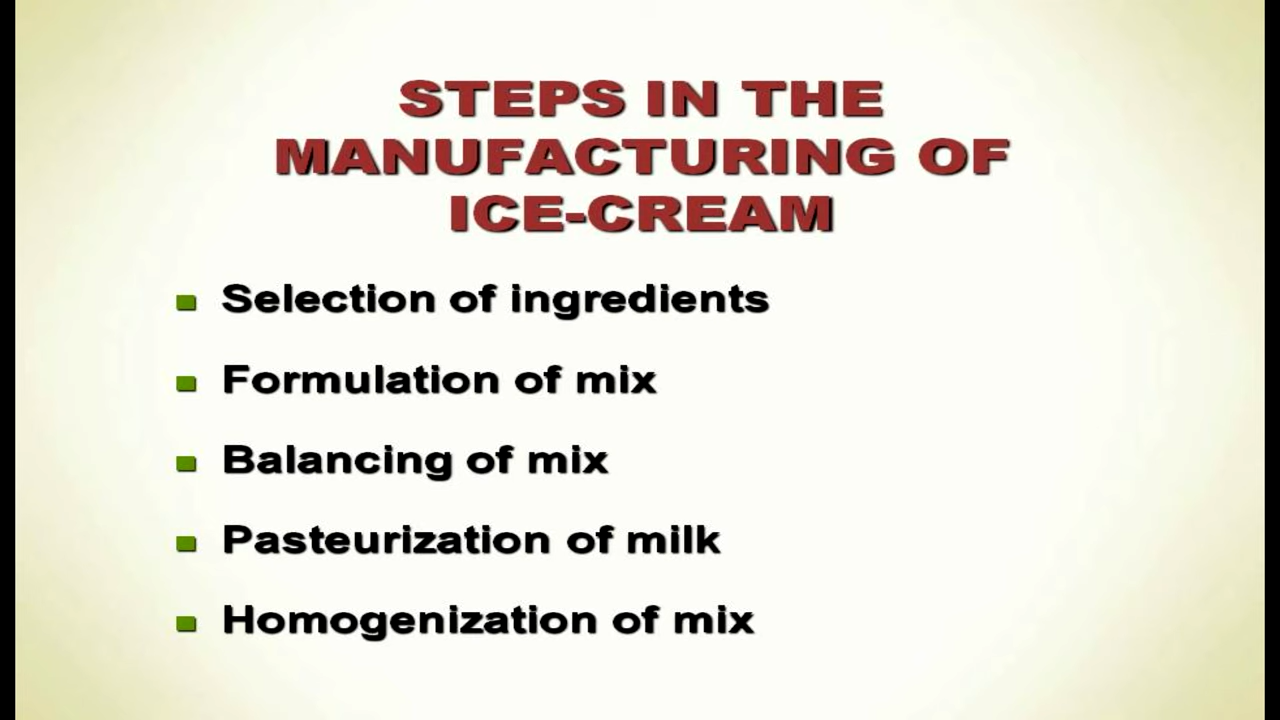 STEPS IN THE
MANUFACTURING OF
ICE-CREAM
Selection of ingredients
Formulation of mix
Balancing of mix
Pasteurization of milk
Homogenization of mix